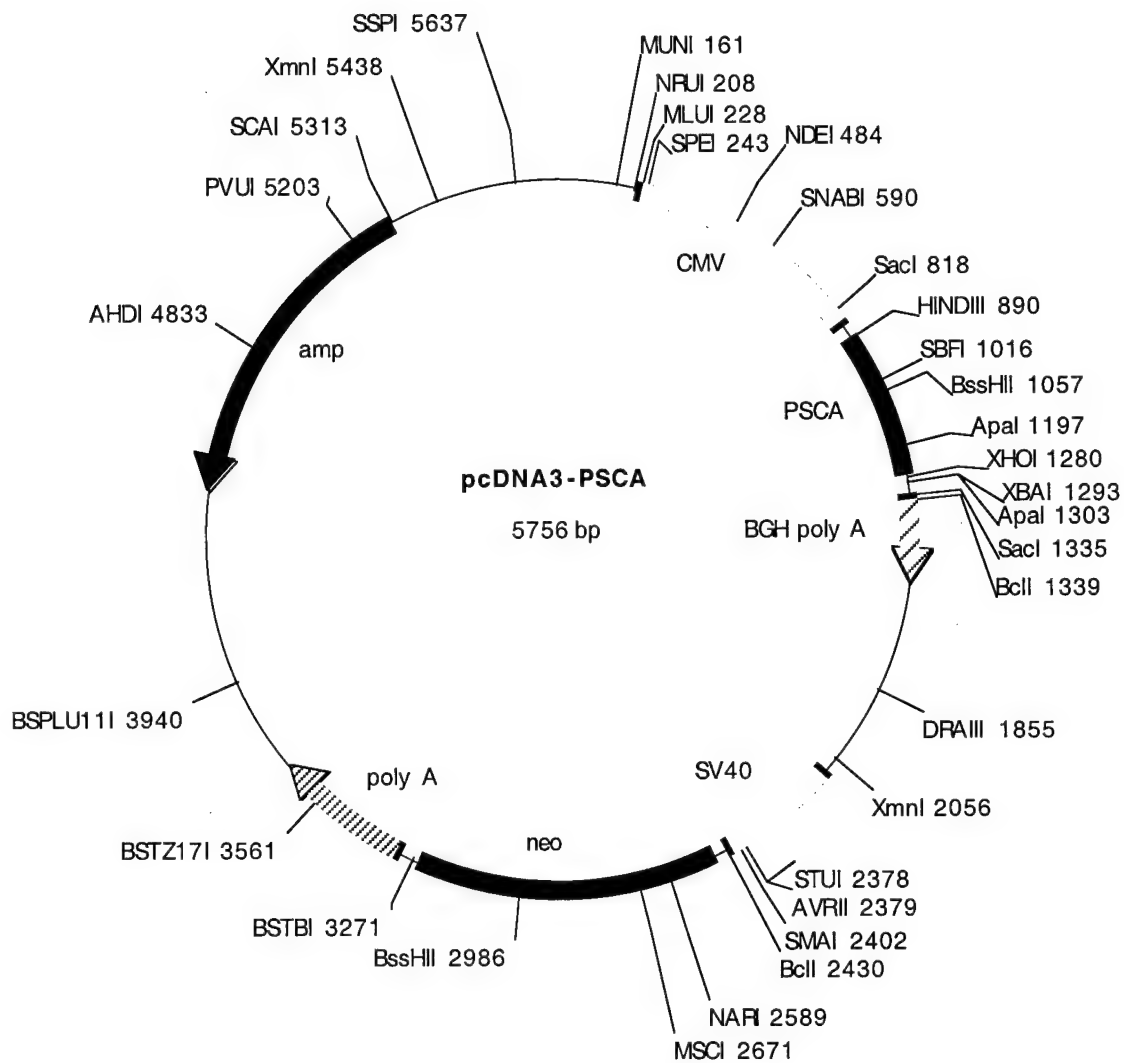 SSPI 5637
MUNI 161
XmnI 5438
NRUI 208
MLUI 228
SCAI 5313
SPEI 243
NDEI 484
PVUI 5203
SNABI 590
CMV
SacI 818
HINDIII 890
AHDI 4833
amp
SBFI 1016
BssHII 1057
PSCA
ApaI 1197
XHOI 1280
pcDNA3-PSCA
XBAI 1293
ApaI 1303
5756 bp
BGH poly A
SacI 1335
BclI 1339
BSPLU11I 3940
DRAIII 1855
SV40
poly A
XmnI 2056
BSTZ17I 3561
neo
STUI 2378
AVRII 2379
BSTBI 3271
SMAI 2402
BssHII 2986
BclI 2430
NARI 2589
MSCI 2671